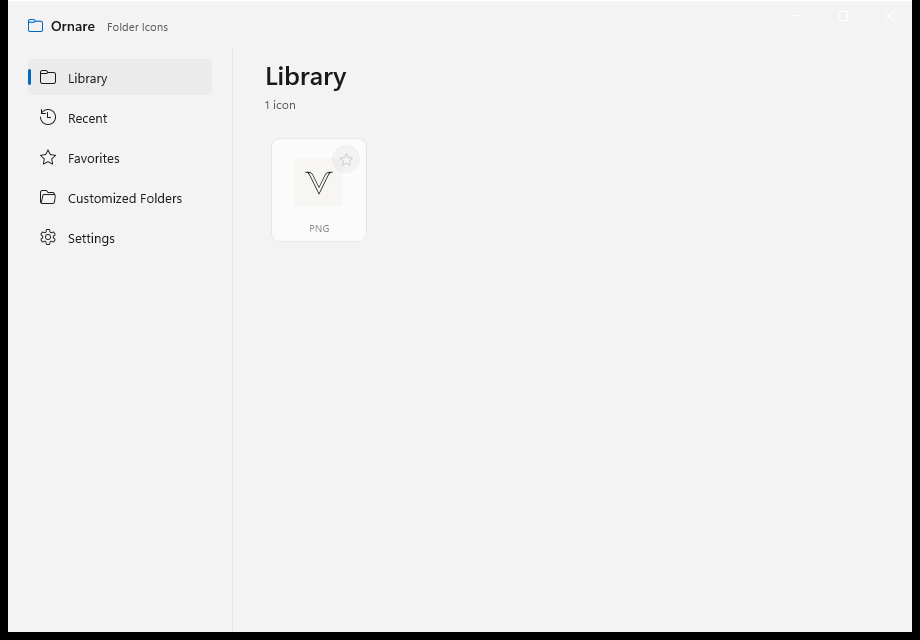 Ornare Folder Icons
Library
Recent
Favorites
Customized Folders
Settings
Library
1 icon
V
PNG